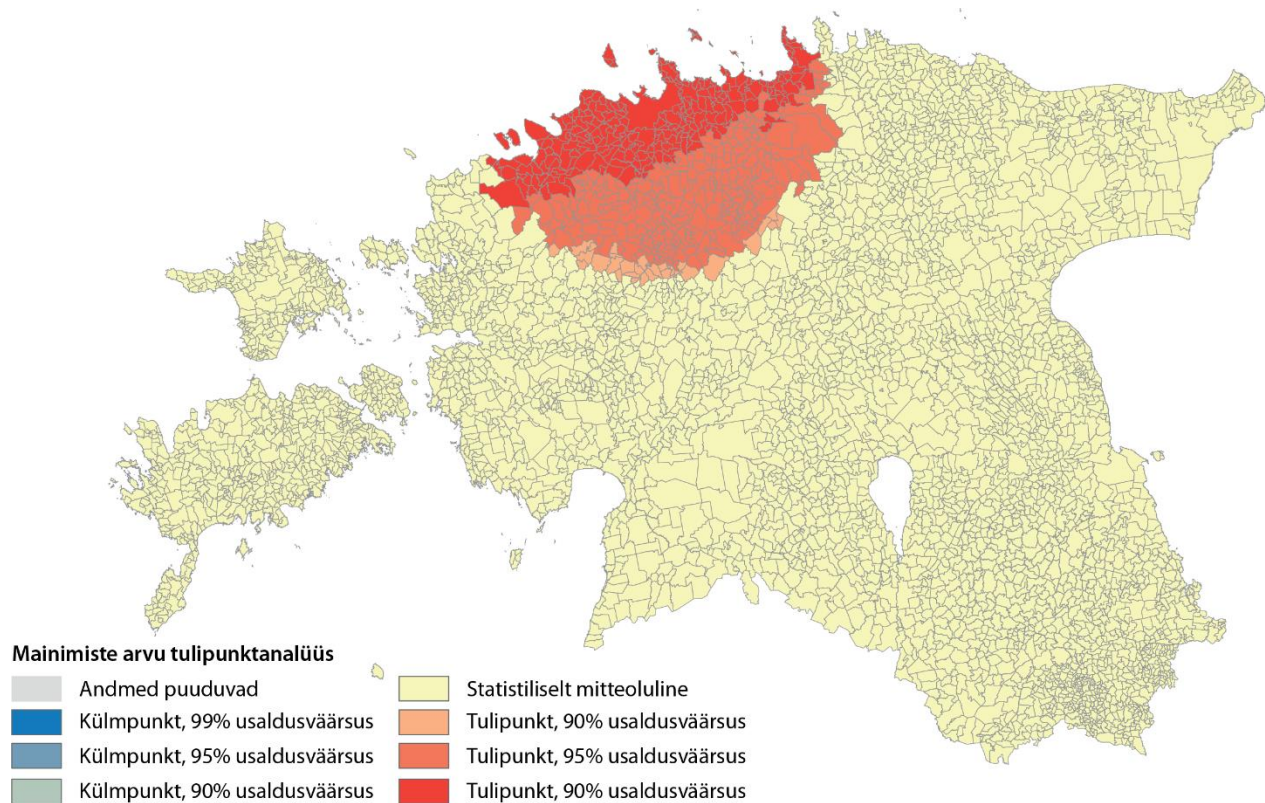 Mainimiste arvu tulipunktanalüüs
Andmed puuduvad
Külmpunkt, 99% usaldusväärsus
Külmpunkt, 95% usaldusväärsus
Külmpunkt, 90% usaldusväärsus
Statistiliselt mitteoluline
Tulipunkt, 90% usaldusväärsus
Tulipunkt, 95% usaldusväärsus
Tulipunkt, 90% usaldusväärsus